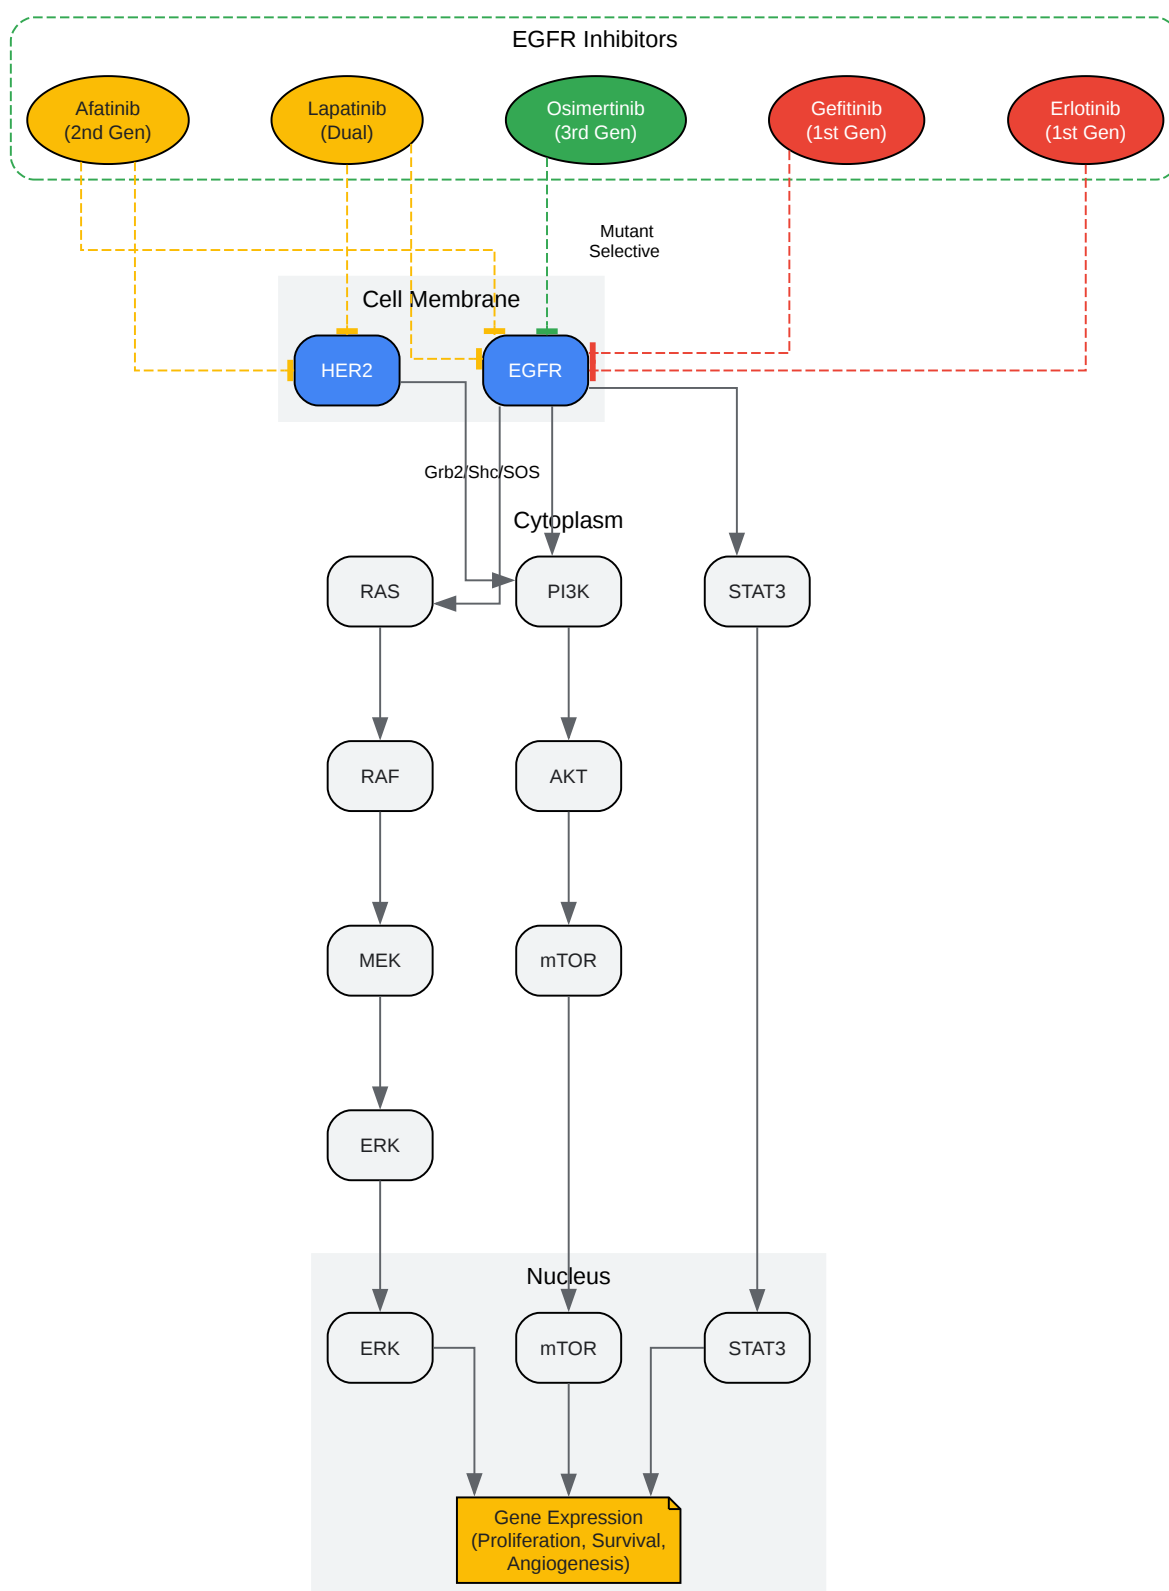 EGFR Inhibitors
Afatinib
(2nd Gen)
Lapatinib
(Dual)
Osimertinib
(3rd Gen)
Gefitinib
(1st Gen)
Erlotinib
(1st Gen)
Mutant
Selective
Cell Membrane
HER2
EGFR
Grb2/Shc/SOS
Cytoplasm
RAS
PI3K
STAT3
RAF
AKT
MEK
mTOR
ERK
Nucleus
ERK
mTOR
STAT3
Gene Expression
(Proliferation, Survival,
Angiogenesis)